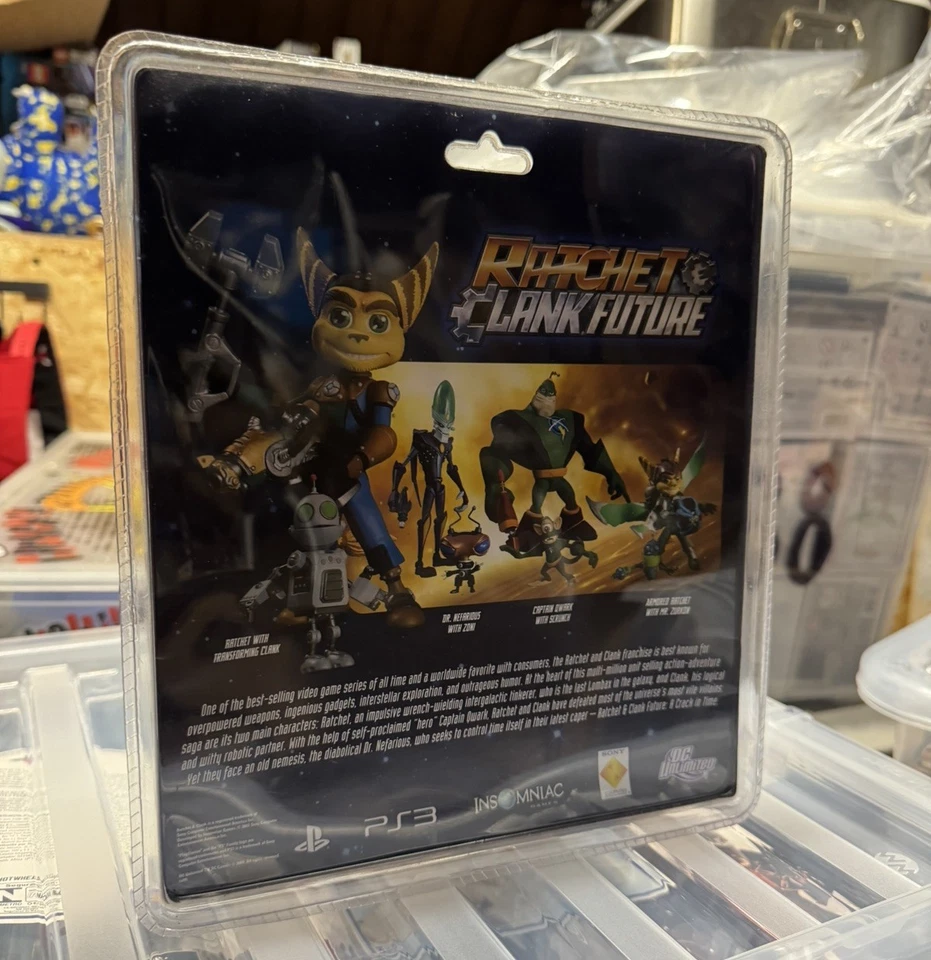 RATCHET
CLANK FUTURE
RATCHET WITH
TRANSFORMING CLANK
DR. NEFARIOUS
WITH ZONI
CAPTAIN QWARK
WITH SCRUNCH
ARMORED RATCHET
WITH MR. ZURKON
One of the best-selling video game series of all time and a worldwide favorite with consumers, the Ratchet and Clank franchise is best known for
overpowered weapons, ingenious gadgets, interstellar exploration, and outrageous humor. At the heart of this multi-million unit selling action-adventure
saga are its two main characters: Ratchet, an impulsive wrench-wielding intergalactic tinkerer, who is the last Lombax in the galaxy, and Clank, his logical
and witty robotic partner. With the help of self-proclaimed "hero" Captain Qwark, Ratchet and Clank have defeated most of the universe's most vile villains.
Yet they face an old nemesis, the diabolical Dr. Nefarious, who seeks to control time itself in their latest caper — Ratchet & Clank Future: A Crack in Time.
PS3
INSOMNIAC
GAMES
SONY
DC
UNLIMITED